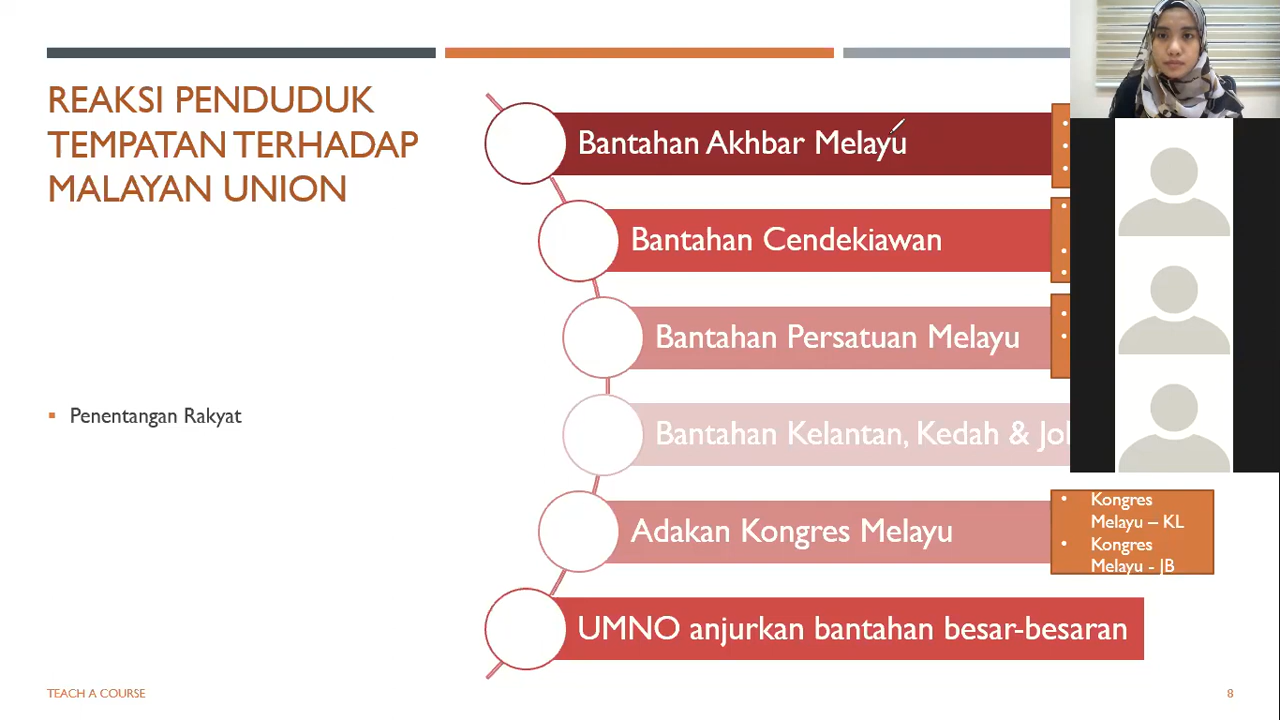 REAKSI PENDUDUK
TEMPATAN TERHADAP
MALAYAN UNION
▪ Penentangan Rakyat
Bantahan Akhbar Melayu
Bantahan Cendekiawan
Bantahan Persatuan Melayu
Bantahan Kelantan, Kedah &
Adakan Kongres Melayu
• Kongres
Melayu – KL
• Kongres
Melayu - JB
UMNO anjurkan bantahan besar-besaran
TEACH A COURSE
8